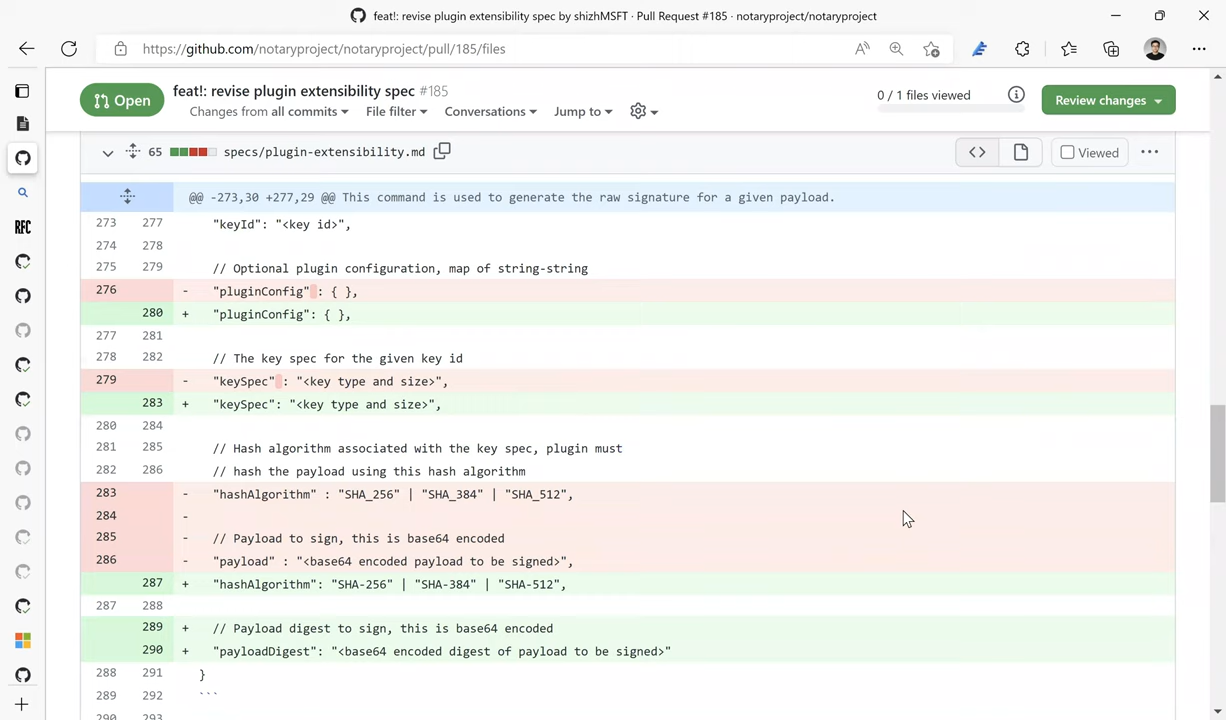 feat!: revise plugin extensibility spec by shizhMSFT · Pull Request #185 · notaryproject/notaryproject
https://github.com/notaryproject/notaryproject/pull/185/files
Open
feat!: revise plugin extensibility spec #185
Changes from all commits
File filter
Conversations
Jump to
0 / 1 files viewed
Review changes
65 specs/plugin-extensibility.md
Viewed
RFC
@@ -273,30 +277,29 @@ This command is used to generate the raw signature for a given payload.
273 277 "keyId": "<key id>",
274 278
275 279 // Optional plugin configuration, map of string-string
276 - "pluginConfig" : { },
280 + "pluginConfig": { },
277 281
278 282 // The key spec for the given key id
279 - "keySpec" : "<key type and size>",
283 + "keySpec": "<key type and size>",
280 284
281 285 // Hash algorithm associated with the key spec, plugin must
282 286 // hash the payload using this hash algorithm
283 - "hashAlgorithm" : "SHA_256" | "SHA_384" | "SHA_512",
284 -
285 - // Payload to sign, this is base64 encoded
286 - "payload" : "<base64 encoded payload to be signed>",
287 + "hashAlgorithm": "SHA-256" | "SHA-384" | "SHA-512",
287 288
289 + // Payload digest to sign, this is base64 encoded
290 + "payloadDigest": "<base64 encoded digest of payload to be signed>"
288 291 }
289 292 ```
290 293